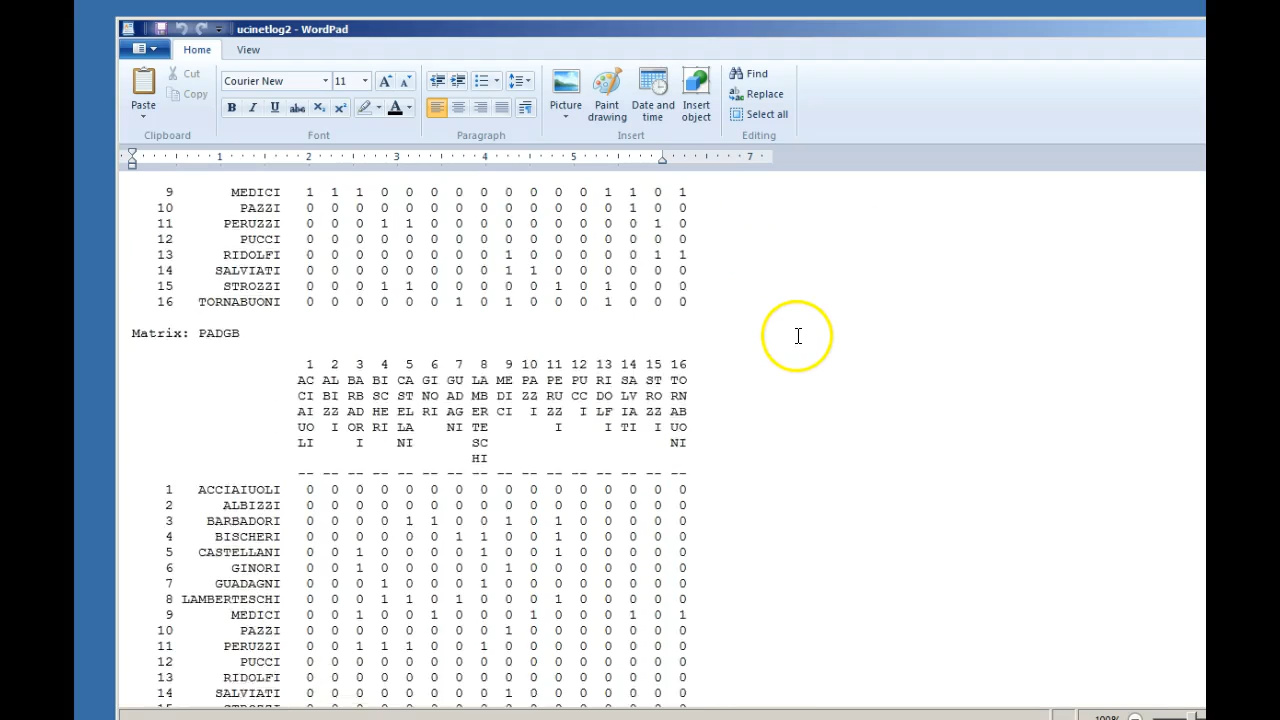 ucinetlog2 - WordPad
Home View
Cut
Copy
Paste
Clipboard
Courier New 11
B I U abc X₂ X² A
Font
Paragraph
Picture
Paint drawing
Date and time
Insert object
Insert
Find
Replace
Select all
Editing
1 2 3 4 5 7
9 MEDICI 1 1 1 0 0 0 0 0 0 0 0 0 1 1 0 1
10 PAZZI 0 0 0 0 0 0 0 0 0 0 0 0 0 1 0 0
11 PERUZZI 0 0 0 1 1 0 0 0 0 0 0 0 0 0 1 0
12 PUCCI 0 0 0 0 0 0 0 0 0 0 0 0 0 0 0 0
13 RIDOLFI 0 0 0 0 0 0 0 0 1 0 0 0 0 0 1 1
14 SALVIATI 0 0 0 0 0 0 0 0 1 1 0 0 0 0 0 0
15 STROZZI 0 0 0 1 1 0 0 0 0 0 1 0 1 0 0 0
16 TORNABUONI 0 0 0 0 0 0 1 0 1 0 0 0 1 0 0 0
Matrix: PADGB
1 2 3 4 5 6 7 8 9 10 11 12 13 14 15 16
AC AL BA BI CA GI GU LA ME PA PE PU RI SA ST TO
CI BI RB SC ST NO AD MB DI ZZ RU CC DO LV RO RN
AI ZZ AD HE EL RI AG ER CI I ZZ I LF IA ZZ AB
UO I OR RI LA NI TE I I TI I UO
LI I NI SC NI
HI
-- -- -- -- -- -- -- -- -- -- -- -- -- -- -- --
1 ACCIAIUOLI 0 0 0 0 0 0 0 0 0 0 0 0 0 0 0 0
2 ALBIZZI 0 0 0 0 0 0 0 0 0 0 0 0 0 0 0 0
3 BARBADORI 0 0 0 0 1 1 0 0 1 0 1 0 0 0 0 0
4 BISCHERI 0 0 0 0 0 0 1 1 0 0 1 0 0 0 0 0
5 CASTELLANI 0 0 1 0 0 0 0 1 0 0 1 0 0 0 0 0
6 GINORI 0 0 1 0 0 0 0 0 1 0 0 0 0 0 0 0
7 GUADAGNI 0 0 0 1 0 0 0 1 0 0 0 0 0 0 0 0
8 LAMBERTESCHI 0 0 0 1 1 0 1 0 0 0 1 0 0 0 0 0
9 MEDICI 0 0 1 0 0 1 0 0 0 1 0 0 0 1 0 1
10 PAZZI 0 0 0 0 0 0 0 0 1 0 0 0 0 0 0 0
11 PERUZZI 0 0 1 1 1 0 0 1 0 0 0 0 0 0 0 0
12 PUCCI 0 0 0 0 0 0 0 0 0 0 0 0 0 0 0 0
13 RIDOLFI 0 0 0 0 0 0 0 0 0 0 0 0 0 0 0 0
14 SALVIATI 0 0 0 0 0 0 0 0 1 0 0 0 0 0 0 0